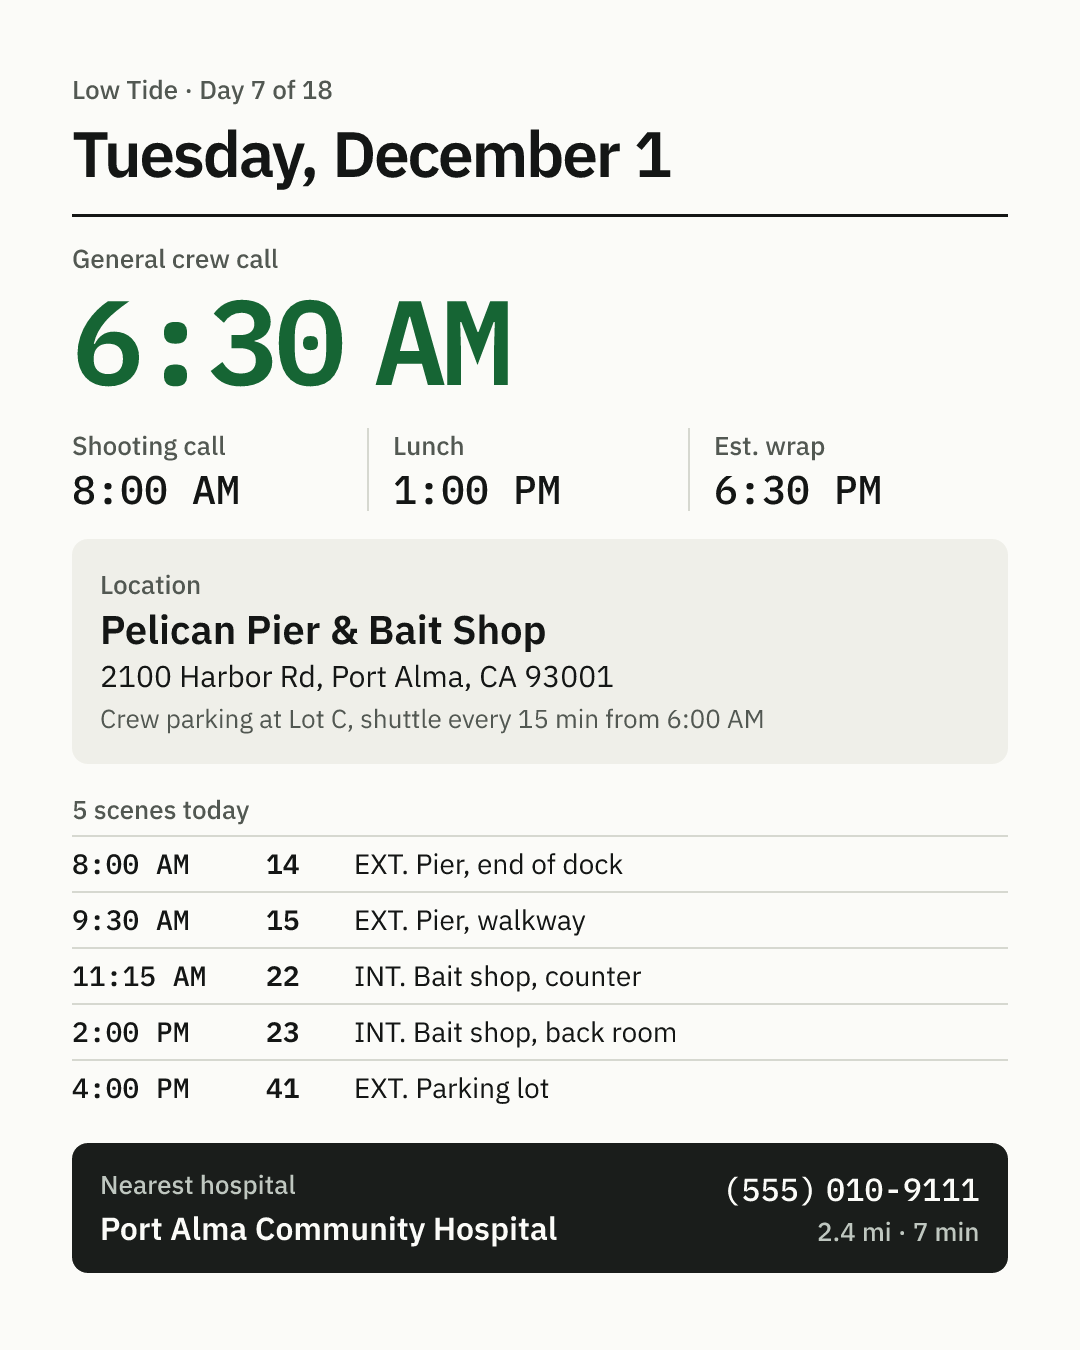 Low Tide · Day 7 of 18
Tuesday, December 1
General crew call
6:30 AM
Shooting call
8:00 AM
Lunch
1:00 PM
Est. wrap
6:30 PM
Location
Pelican Pier & Bait Shop
2100 Harbor Rd, Port Alma, CA 93001
Crew parking at Lot C, shuttle every 15 min from 6:00 AM
5 scenes today
8:00 AM 14 EXT. Pier, end of dock
9:30 AM 15 EXT. Pier, walkway
11:15 AM 22 INT. Bait shop, counter
2:00 PM 23 INT. Bait shop, back room
4:00 PM 41 EXT. Parking lot
Nearest hospital
Port Alma Community Hospital
(555) 010-9111
2.4 mi · 7 min